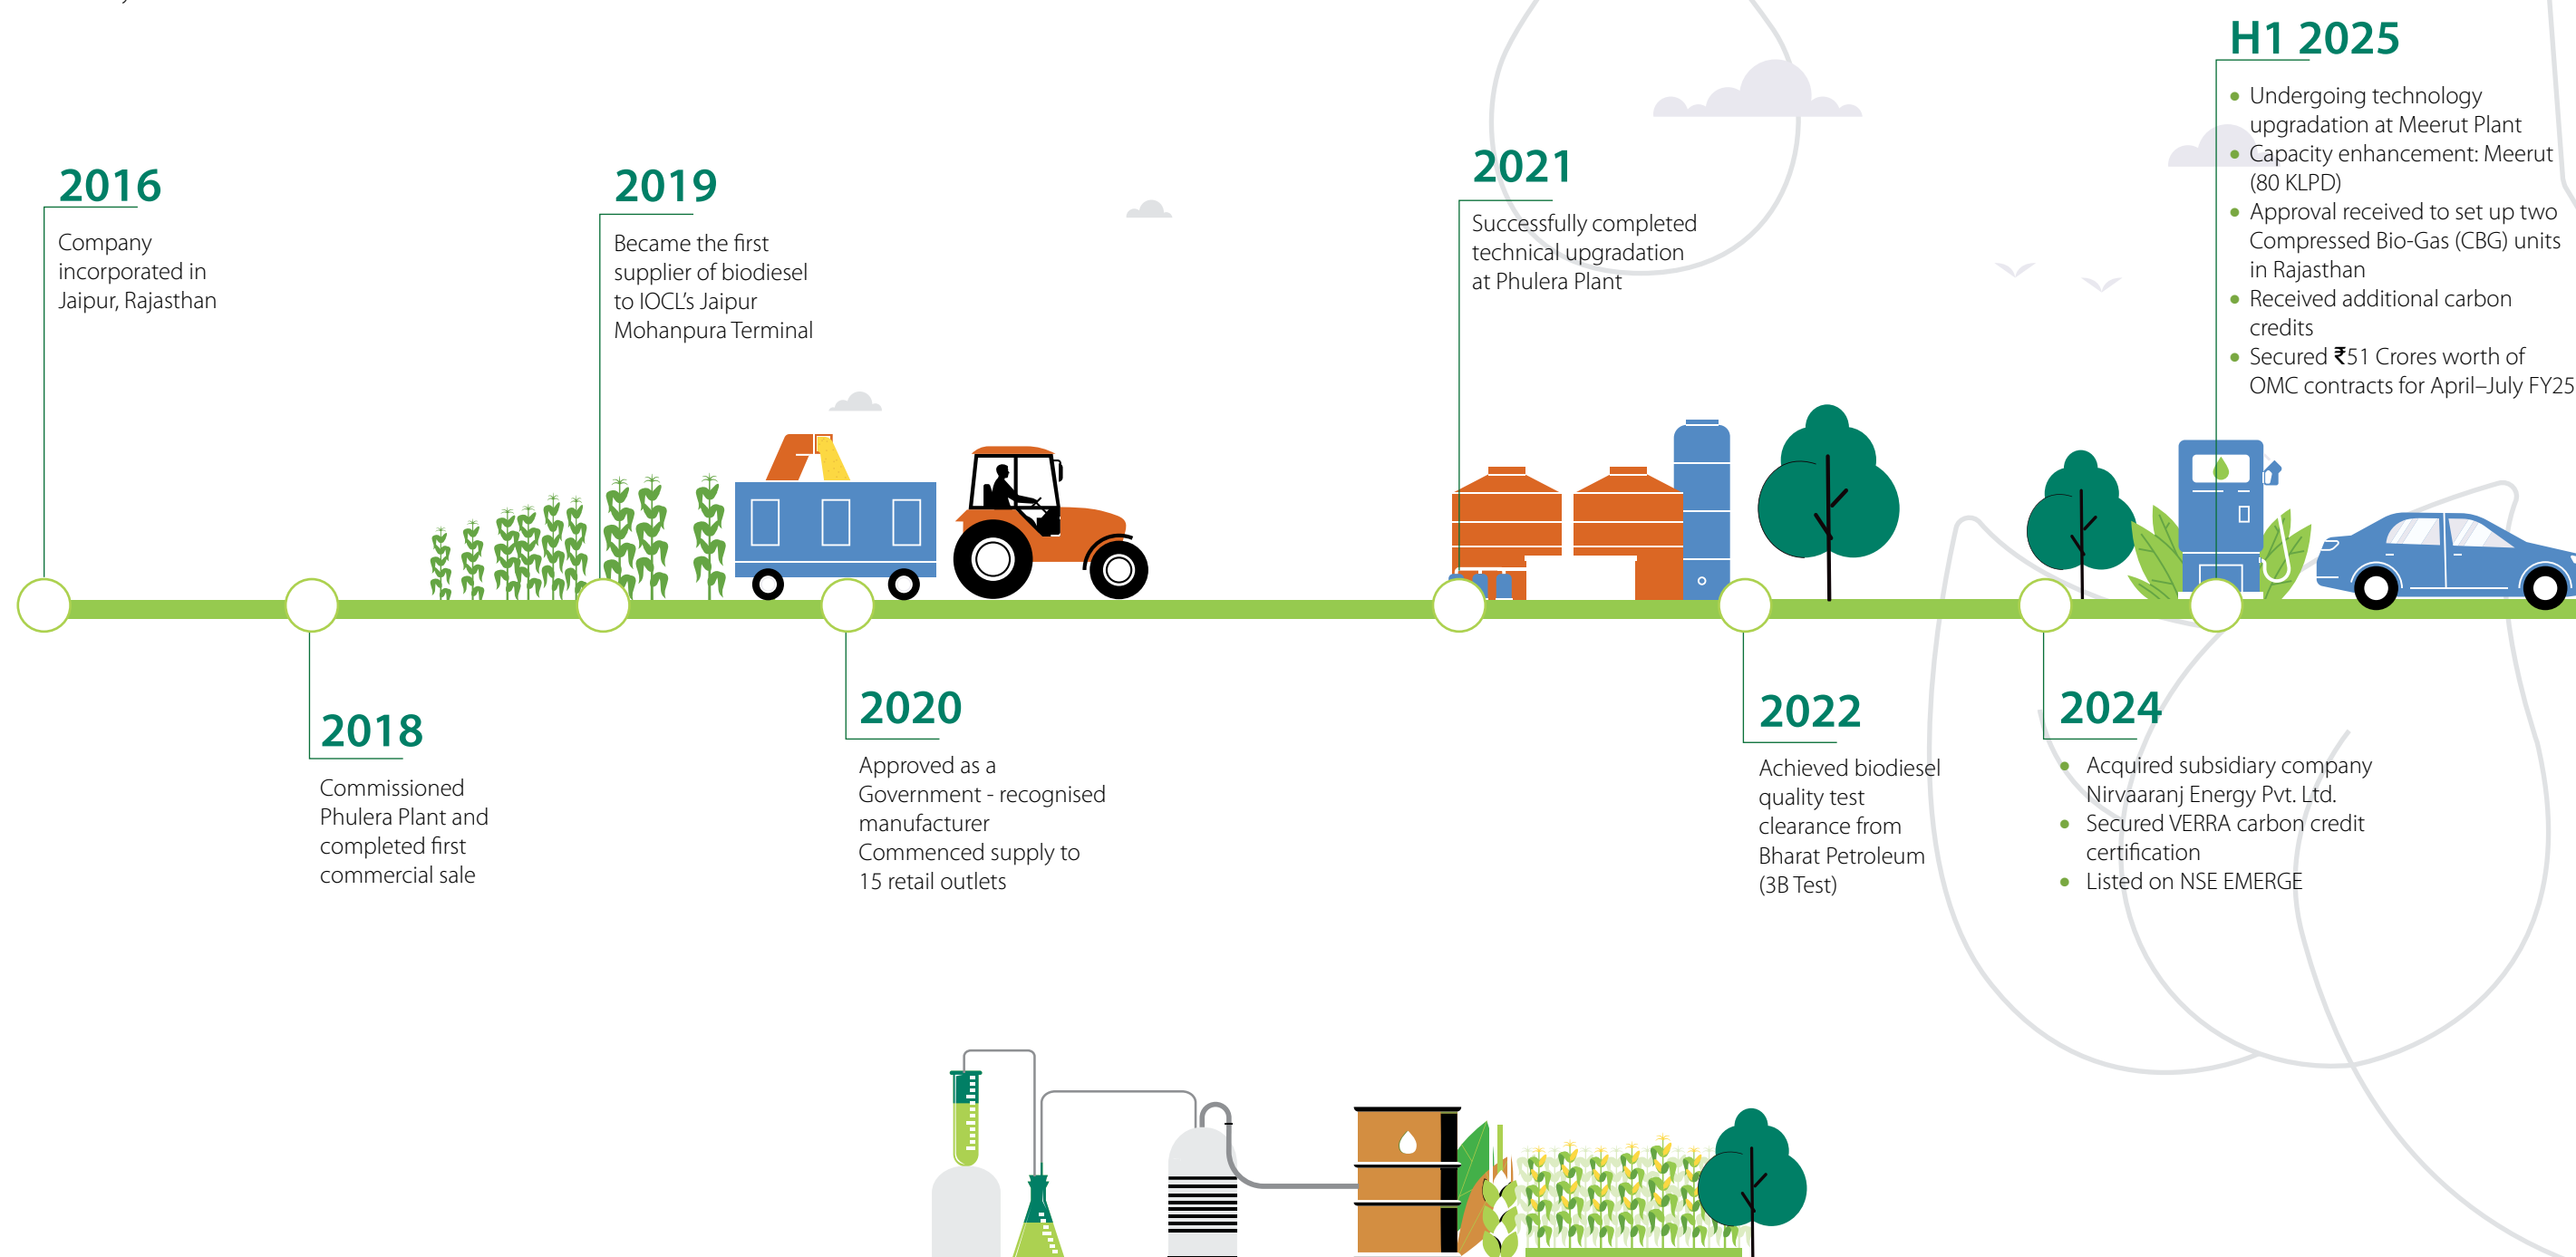 2016
Company
incorporated in
Jaipur, Rajasthan
2018
Commissioned
Phulera Plant and
completed first
commercial sale
2019
Became the first
supplier of biodiesel
to IOCL's Jaipur
Mohanpura Terminal
2020
Approved as a
Government - recognised
manufacturer
Commenced supply to
15 retail outlets
2021
Successfully completed
technical upgradation
at Phulera Plant
2022
Achieved biodiesel
quality test
clearance from
Bharat Petroleum
(3B Test)
2024
• Acquired subsidiary company
Nirvaaranj Energy Pvt. Ltd.
• Secured VERRA carbon credit
certification
• Listed on NSE EMERGE
H1 2025
• Undergoing technology
upgradation at Meerut Plant
• Capacity enhancement: Meerut
(80 KLPD)
• Approval received to set up two
Compressed Bio-Gas (CBG) units
in Rajasthan
• Received additional carbon
credits
• Secured ₹51 Crores worth of
OMC contracts for April–July FY25